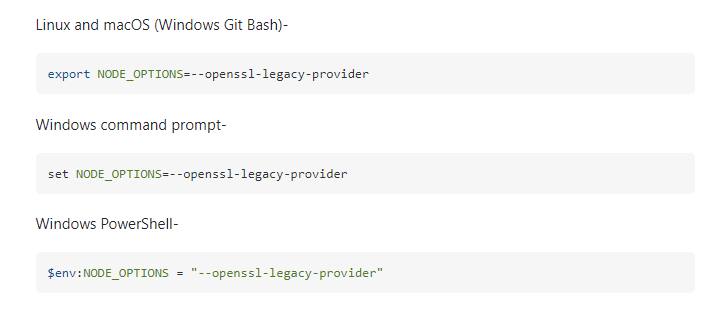 Linux and macOS (Windows Git Bash)-
export NODE_OPTIONS=--openssl-legacy-provider
Windows command prompt-
set NODE_OPTIONS=--openssl-legacy-provider
Windows PowerShell-
$env:NODE_OPTIONS = "--openssl-legacy-provider"